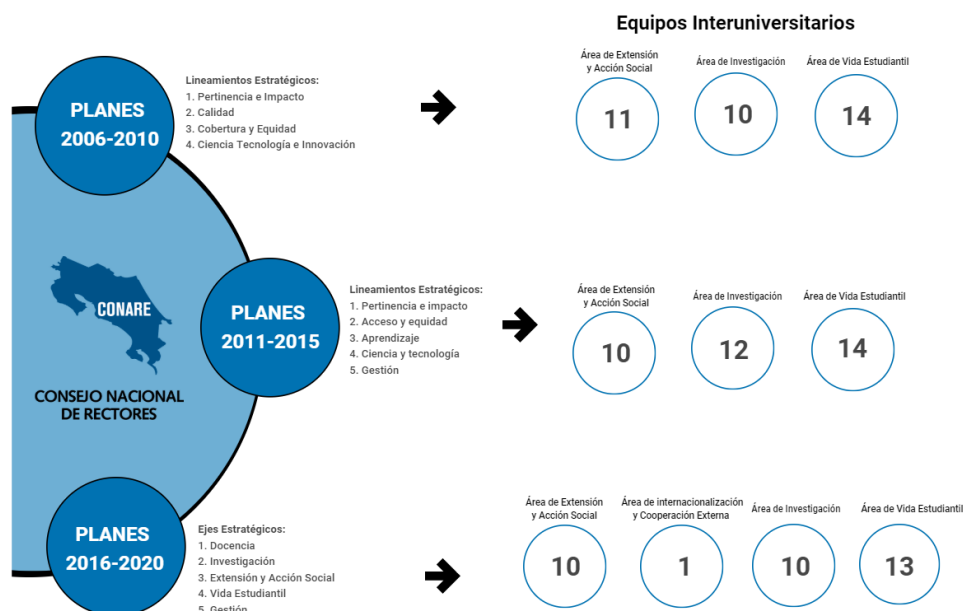 Equipos Interuniversitarios
PLANES
2006-2010
Lineamientos Estratégicos:
1. Pertinencia e Impacto
2. Calidad
3. Cobertura y Equidad
4. Ciencia Tecnología e Innovación
Área de Extensión
y Acción Social
11
Área de Investigación
10
Área de Vida Estudiantil
14
CONARE
CONSEJO NACIONAL
DE RECTORES
PLANES
2011-2015
Lineamientos Estratégicos:
1. Pertinencia e impacto
2. Acceso y equidad
3. Aprendizaje
4. Ciencia y tecnología
5. Gestión
Área de Extensión
y Acción Social
10
Área de Investigación
12
Área de Vida Estudiantil
14
PLANES
2016-2020
Ejes Estratégicos:
1. Docencia
2. Investigación
3. Extensión y Acción Social
4. Vida Estudiantil
5. Gestión
Área de Extensión
y Acción Social
10
Área de internacionalización
y Cooperación Externa
1
Área de Investigación
10
Área de Vida Estudiantil
13